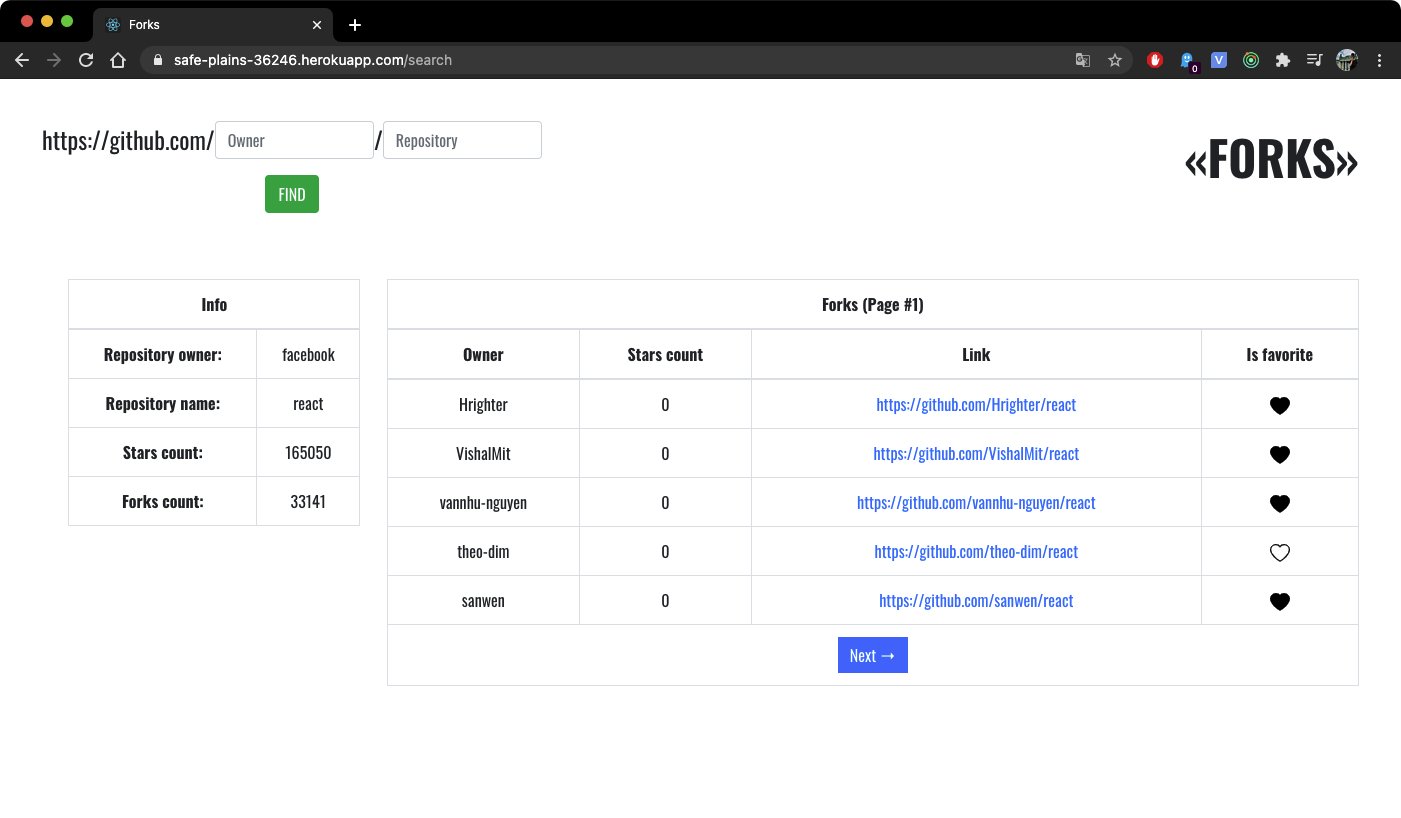 Forks
safe-plains-36246.herokuapp.com/search
0
V
https://github.com/ Owner / Repository
«FORKS»
FIND
Info
Repository owner: facebook
Repository name: react
Stars count: 165050
Forks count: 33141
Forks (Page #1)
Owner Stars count Link Is favorite
Hrighter 0 https://github.com/Hrighter/react
VishalMit 0 https://github.com/VishalMit/react
vannhu-nguyen 0 https://github.com/vannhu-nguyen/react
theo-dim 0 https://github.com/theo-dim/react
sanwen 0 https://github.com/sanwen/react
Next →